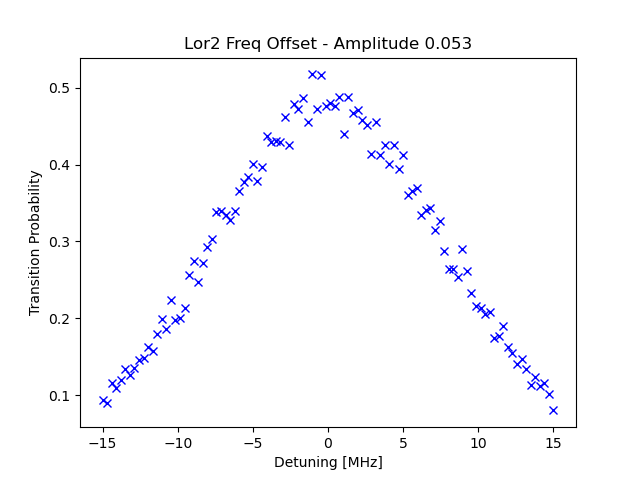 Lor2 Freq Offset - Amplitude 0.053
Transition Probability
0.5
0.4
0.3
0.2
0.1
−15 −10 −5 0 5 10 15
Detuning [MHz]